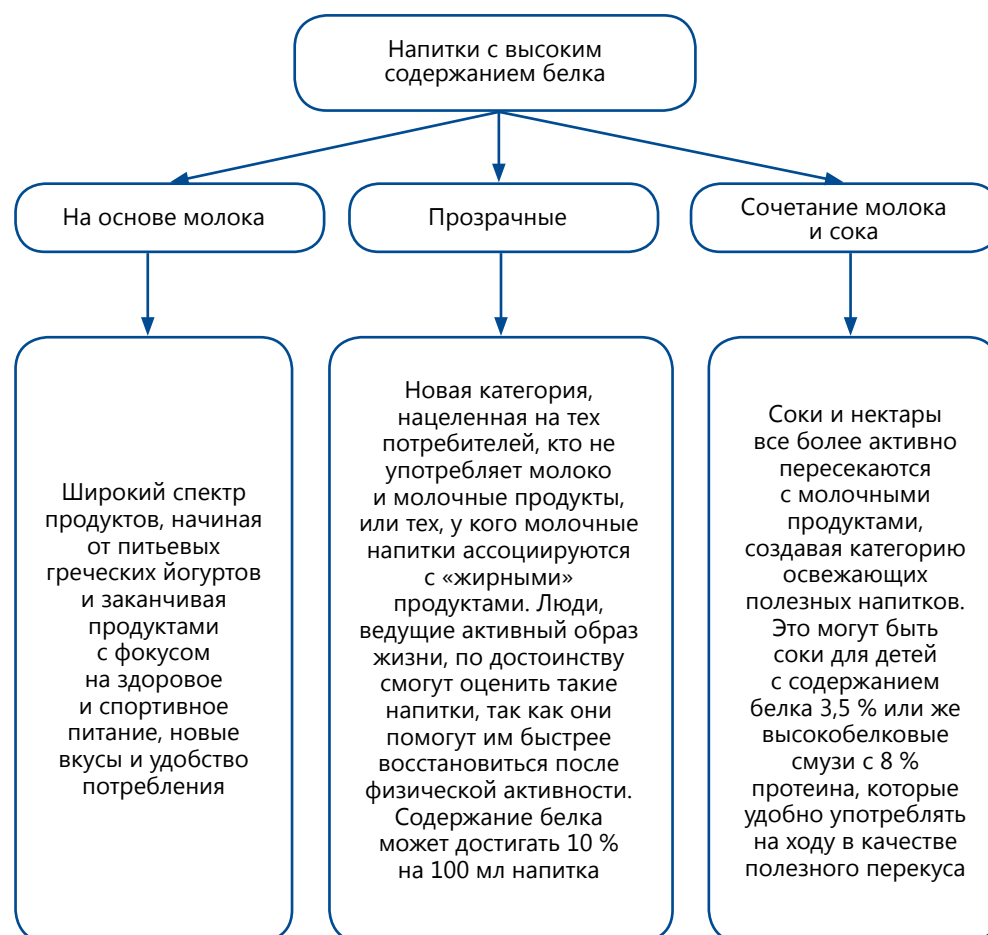 Напитки с высоким
содержанием белка
На основе молока
Прозрачные
Сочетание молока
и сока
Широкий спектр
продуктов, начиная
от питьевых
греческих йогуртов
и заканчивая
продуктами
с фокусом
на здоровое
и спортивное
питание, новые
вкусы и удобство
потребления
Новая категория,
нацеленная на тех
потребителей, кто не
употребляет молоко
и молочные продукты,
или тех, у кого молочные
напитки ассоциируются
с «жирными»
продуктами. Люди,
ведущие активный образ
жизни, по достоинству
смогут оценить такие
напитки, так как они
помогут им быстрее
восстановиться после
физической активности.
Содержание белка
может достигать 10 %
на 100 мл напитка
Соки и нектары
все более активно
пересекаются
с молочными
продуктами,
создавая категорию
освежающих
полезных напитков.
Это могут быть
соки для детей
с содержанием
белка 3,5 % или же
высокобелковые
смузи с 8 %
протеина, которые
удобно употреблять
на ходу в качестве
полезного перекуса